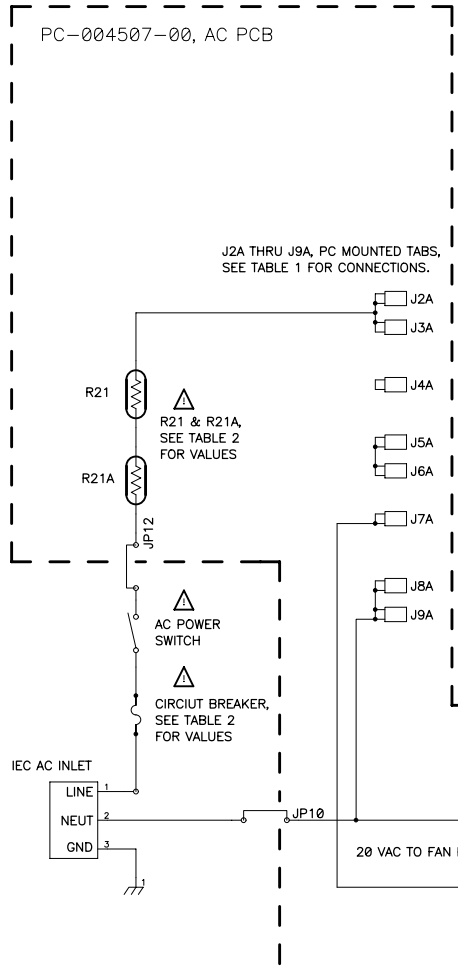 PC-004507-00, AC PCB
J2A THRU J9A, PC MOUNTED TABS,
SEE TABLE 1 FOR CONNECTIONS.
J2A
J3A
R21
J4A
!
R21 & R21A,
SEE TABLE 2
FOR VALUES
J5A
J6A
R21A
J7A
JP12
J8A
!
J9A
AC POWER
SWITCH
!
CIRCIUT BREAKER,
SEE TABLE 2
FOR VALUES
IEC AC INLET
LINE 1
NEUT 2
JP10
GND 3
20 VAC TO FAN
1